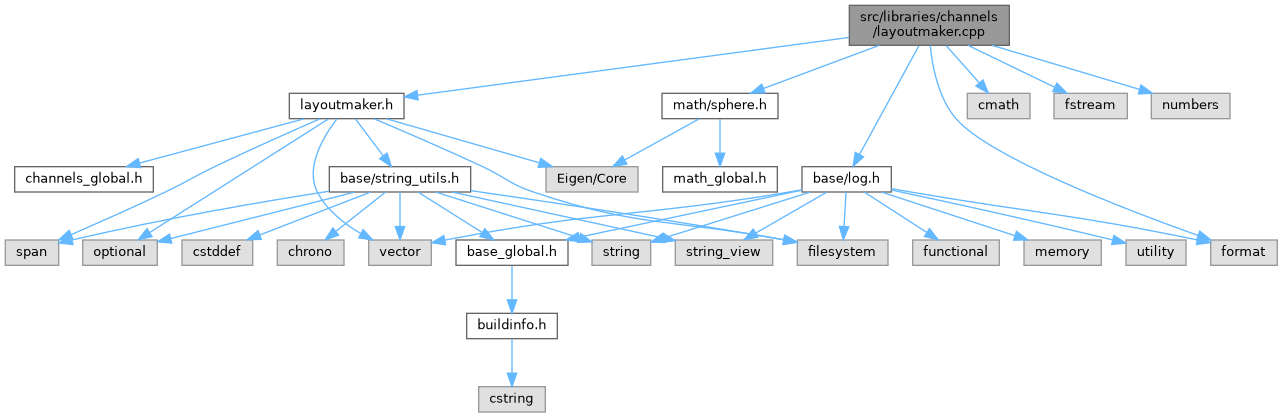 src/libraries/channels
/layoutmaker.cpp
layoutmaker.h
math/sphere.h
cmath
fstream
numbers
channels_global.h
base/string_utils.h
Eigen/Core
math_global.h
base/log.h
span
optional
cstddef
chrono
vector
base_global.h
string
string_view
filesystem
functional
memory
utility
format
buildinfo.h
cstring